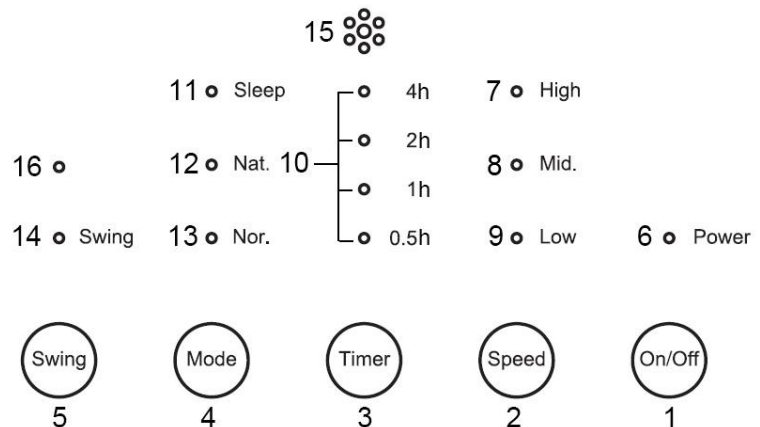 15
11 Sleep 4h 7 High
2h
16 12 Nat. 10 8 Mid.
1h
14 Swing 13 Nor. 0.5h 9 Low 6 Power
Swing Mode Timer Speed On/Off
5 4 3 2 1